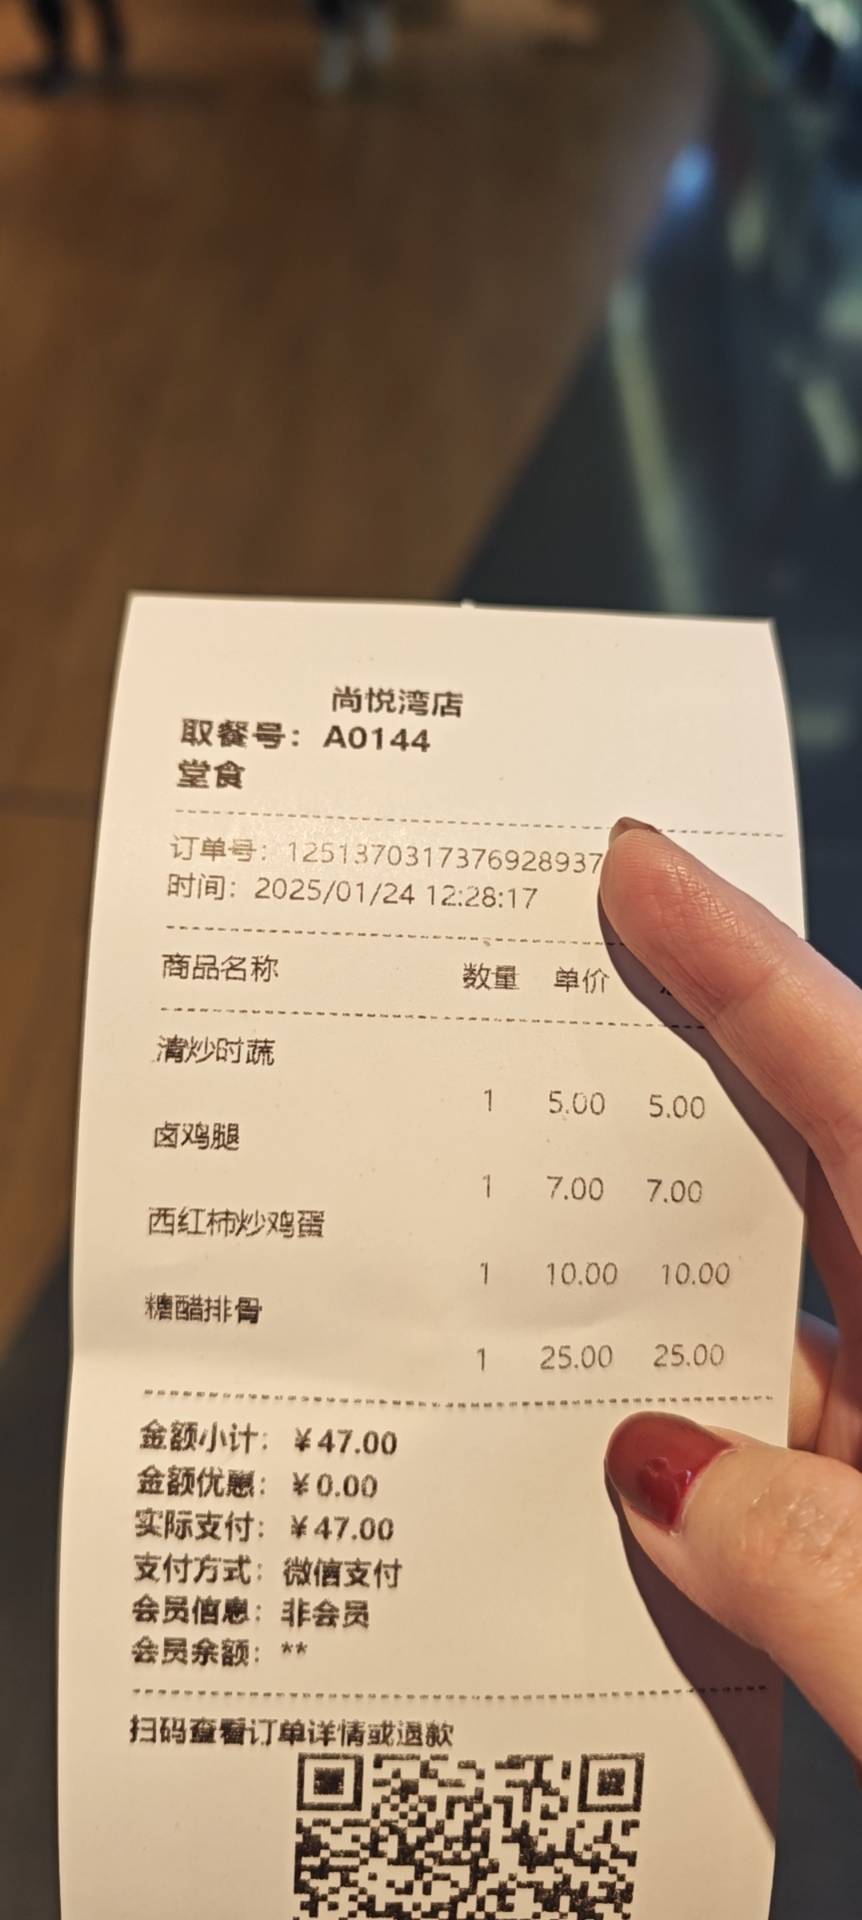 尚悦湾店
取餐号：A0144
堂食
订单号：1251370317376928937
时间：2025/01/24 12:28:17
商品名称 数量 单价
清炒时蔬
1 5.00 5.00
卤鸡腿
1 7.00 7.00
西红柿炒鸡蛋
1 10.00 10.00
糖醋排骨
1 25.00 25.00
金额小计：￥47.00
金额优惠：￥0.00
实际支付：￥47.00
支付方式：微信支付
会员信息：非会员
会员余额：**
扫码查看订单详情或退款